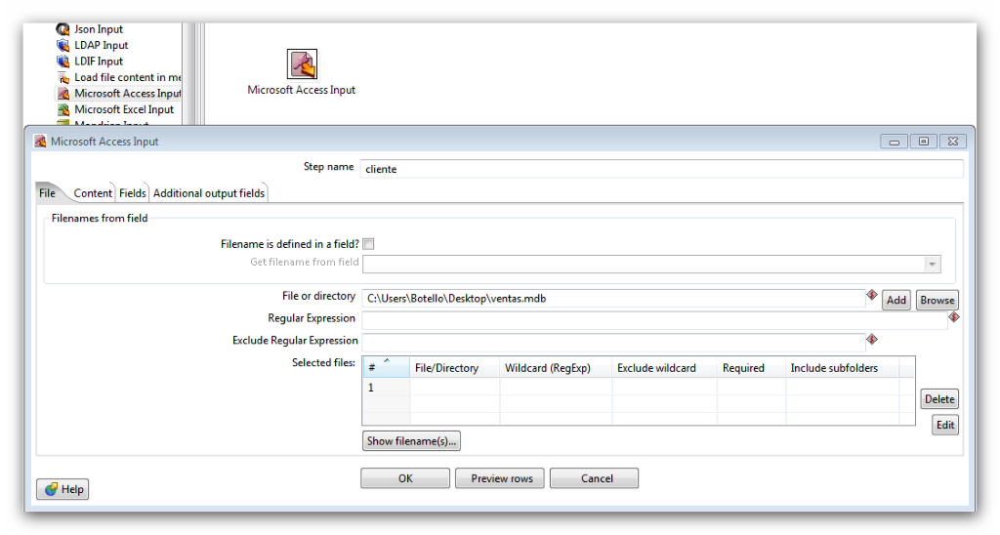 Json Input
LDAP Input
LDIF Input
Load file content in me
Microsoft Access Input
Microsoft Excel Input
Mondrian Input
Microsoft Access Input
Microsoft Access Input
Step name cliente
File Content Fields Additional output fields
Filenames from field
Filename is defined in a field?
Get filename from field
File or directory C:\Users\Botello\Desktop\ventas.mdb Add Browse
Regular Expression
Exclude Regular Expression
Selected files: # File/Directory Wildcard (RegExp) Exclude wildcard Required Include subfolders
1
Delete
Edit
Show filename(s)...
OK Preview rows Cancel
Help